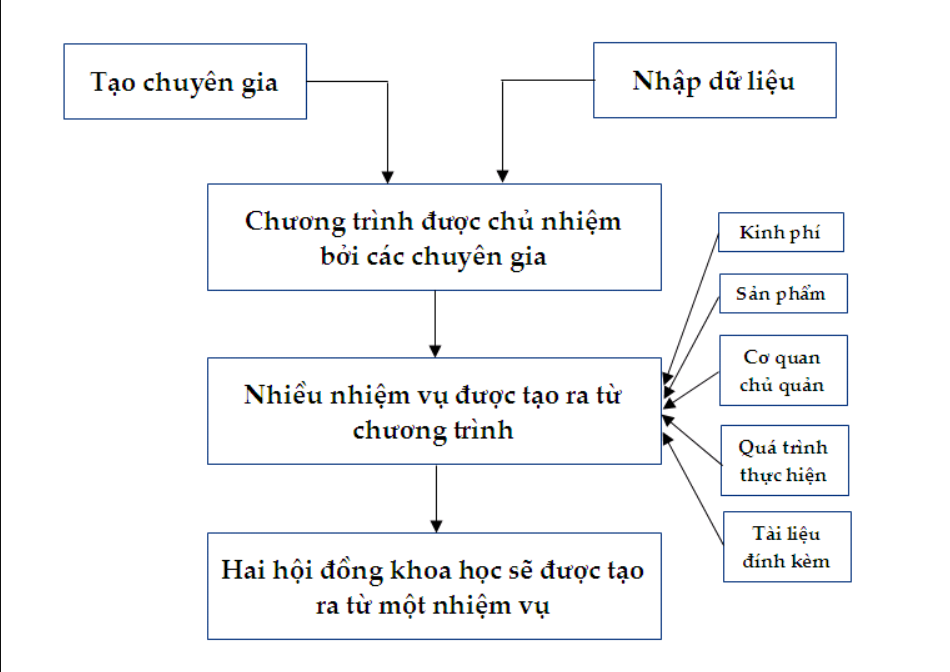 Tạo chuyên gia
Nhập dữ liệu
Chương trình được chủ nhiệm
bởi các chuyên gia
Kinh phí
Sản phẩm
Cơ quan
chủ quản
Nhiều nhiệm vụ được tạo ra từ
chương trình
Quá trình
thực hiện
Tài liệu
đính kèm
Hai hội đồng khoa học sẽ được tạo
ra từ một nhiệm vụ